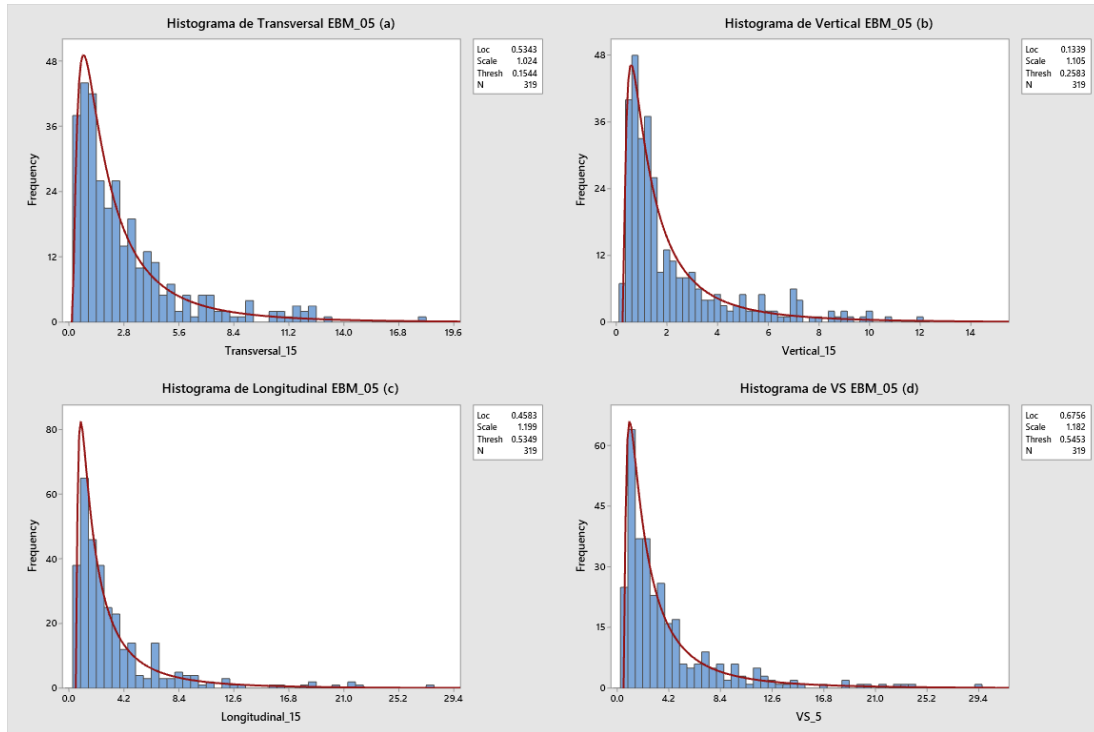 Histograma de Transversal EBM_05 (a)
Loc 0.5343
Scale 1.024
Thresh 0.1544
N 319
Frequency
48
36
24
12
0
0.0 2.8 5.6 8.4 11.2 14.0 16.8 19.6
Transversal_15
Histograma de Vertical EBM_05 (b)
Loc 0.1339
Scale 1.105
Thresh 0.2583
N 319
Frequency
48
36
24
12
0
0 2 4 6 8 10 12 14
Vertical_15
Histograma de Longitudinal EBM_05 (c)
Loc 0.4583
Scale 1.199
Thresh 0.5349
N 319
Frequency
80
60
40
20
0
0.0 4.2 8.4 12.6 16.8 21.0 25.2 29.4
Longitudinal_15
Histograma de VS EBM_05 (d)
Loc 0.6756
Scale 1.182
Thresh 0.5453
N 319
Frequency
60
45
30
15
0
0.0 4.2 8.4 12.6 16.8 21.0 25.2 29.4
VS_5